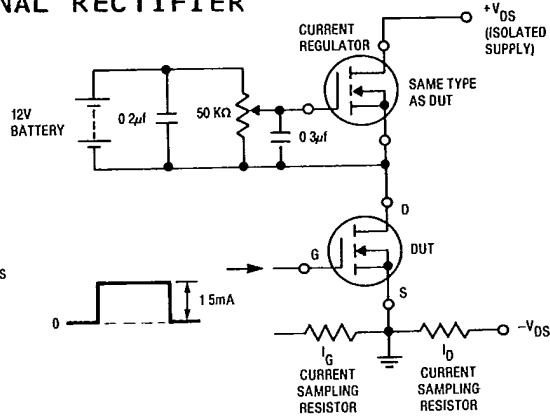 NAL RECTIFIER
+VDS
(ISOLATED
SUPPLY)
CURRENT
REGULATOR
SAME TYPE
AS DUT
12V
BATTERY
0 2µf
50 KΩ
0 3µf
D
G
DUT
S
S
0
1 5mA
-VDS
IG
CURRENT
SAMPLING
RESISTOR
ID
CURRENT
SAMPLING
RESISTOR